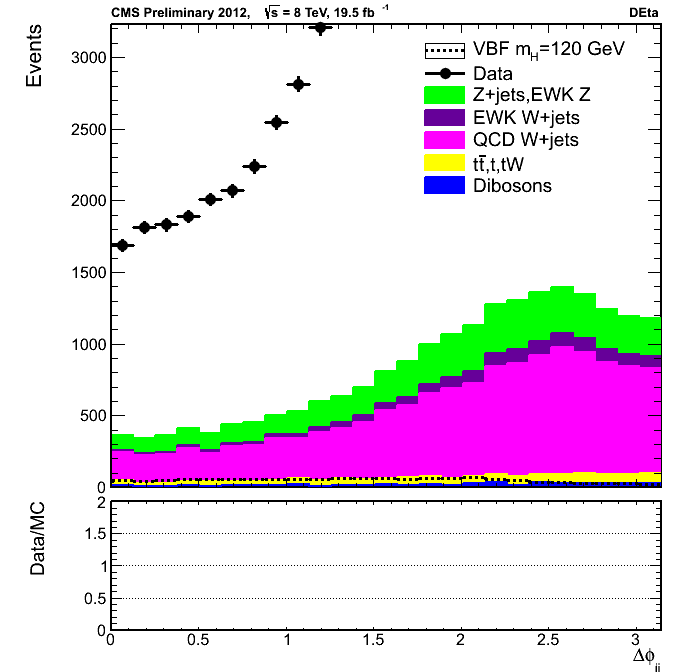 CMS Preliminary 2012, √s = 8 TeV, 19.5 fb⁻¹ DEta
Events
3000
2500
2000
1500
1000
500
0
VBF m_H=120 GeV
Data
Z+jets,EWK Z
EWK W+jets
QCD W+jets
tt̄,t,tW
Dibosons
Data/MC
2
1.5
1
0.5
0
0 0.5 1 1.5 2 2.5 3
Δϕ_jj